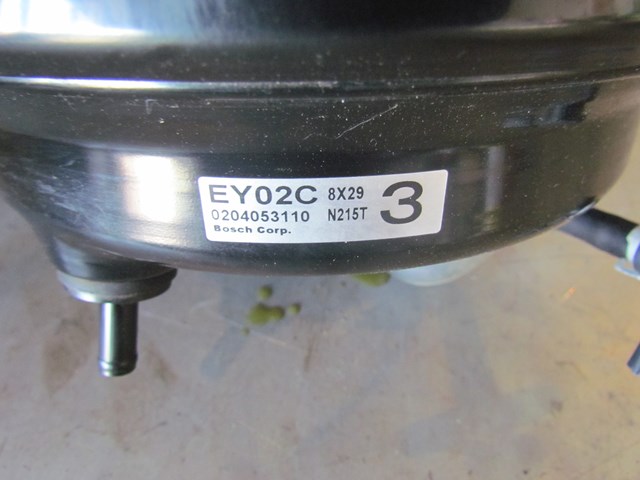 EY02C 8X29 3
0204053110 N215T
Bosch Corp.